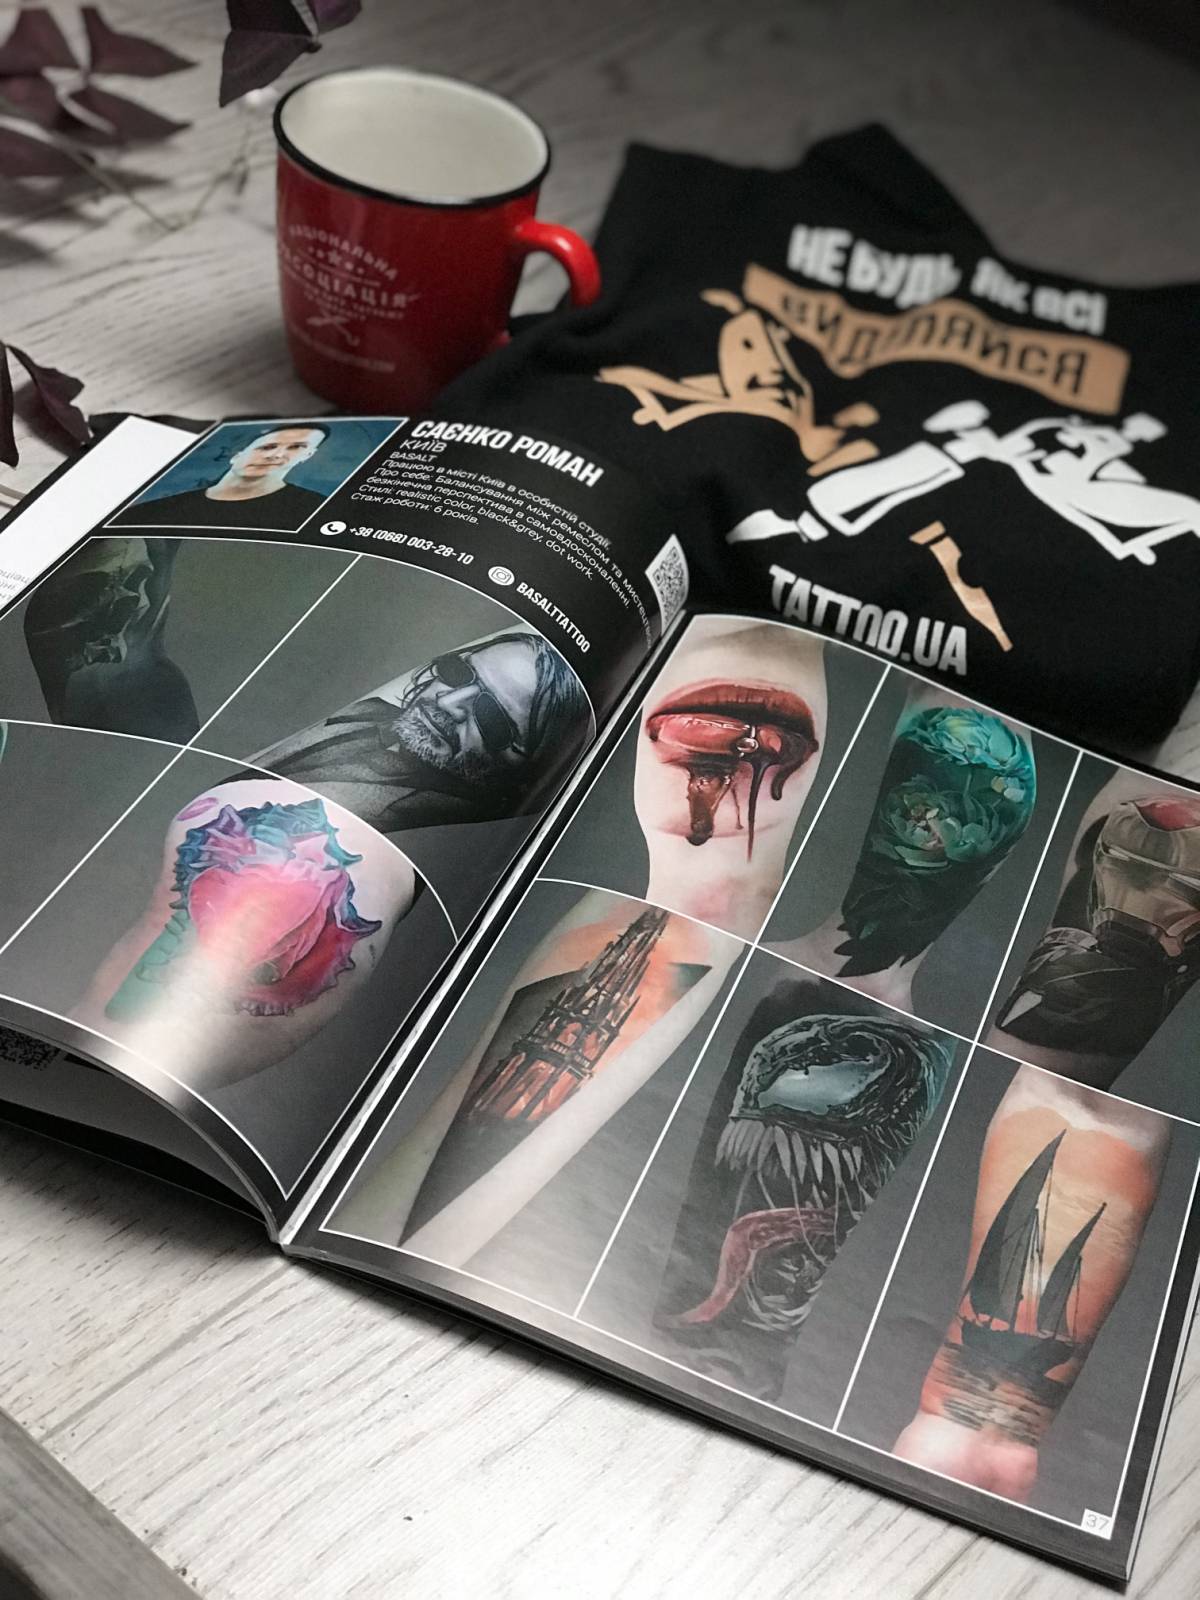 НАЦІОНАЛЬНА
АСОЦІАЦІЯ
НЕ БУДЬ ЯК ВСІ
ВИДІЛЯЙСЯ
TATTOO.UA
САЄНКО РОМАН
КИЇВ
BASALT
Працюю в місті Київ в особистій студії.
Про себе: Балансування між ремеслом та мистецтвом
безкінечна перспектива в самовдосконаленні.
Стилі: realistic color, black&grey, dot work.
Стаж роботи: 6 років.
+38 (068) 003-28-10
BASALTTATTOO
37